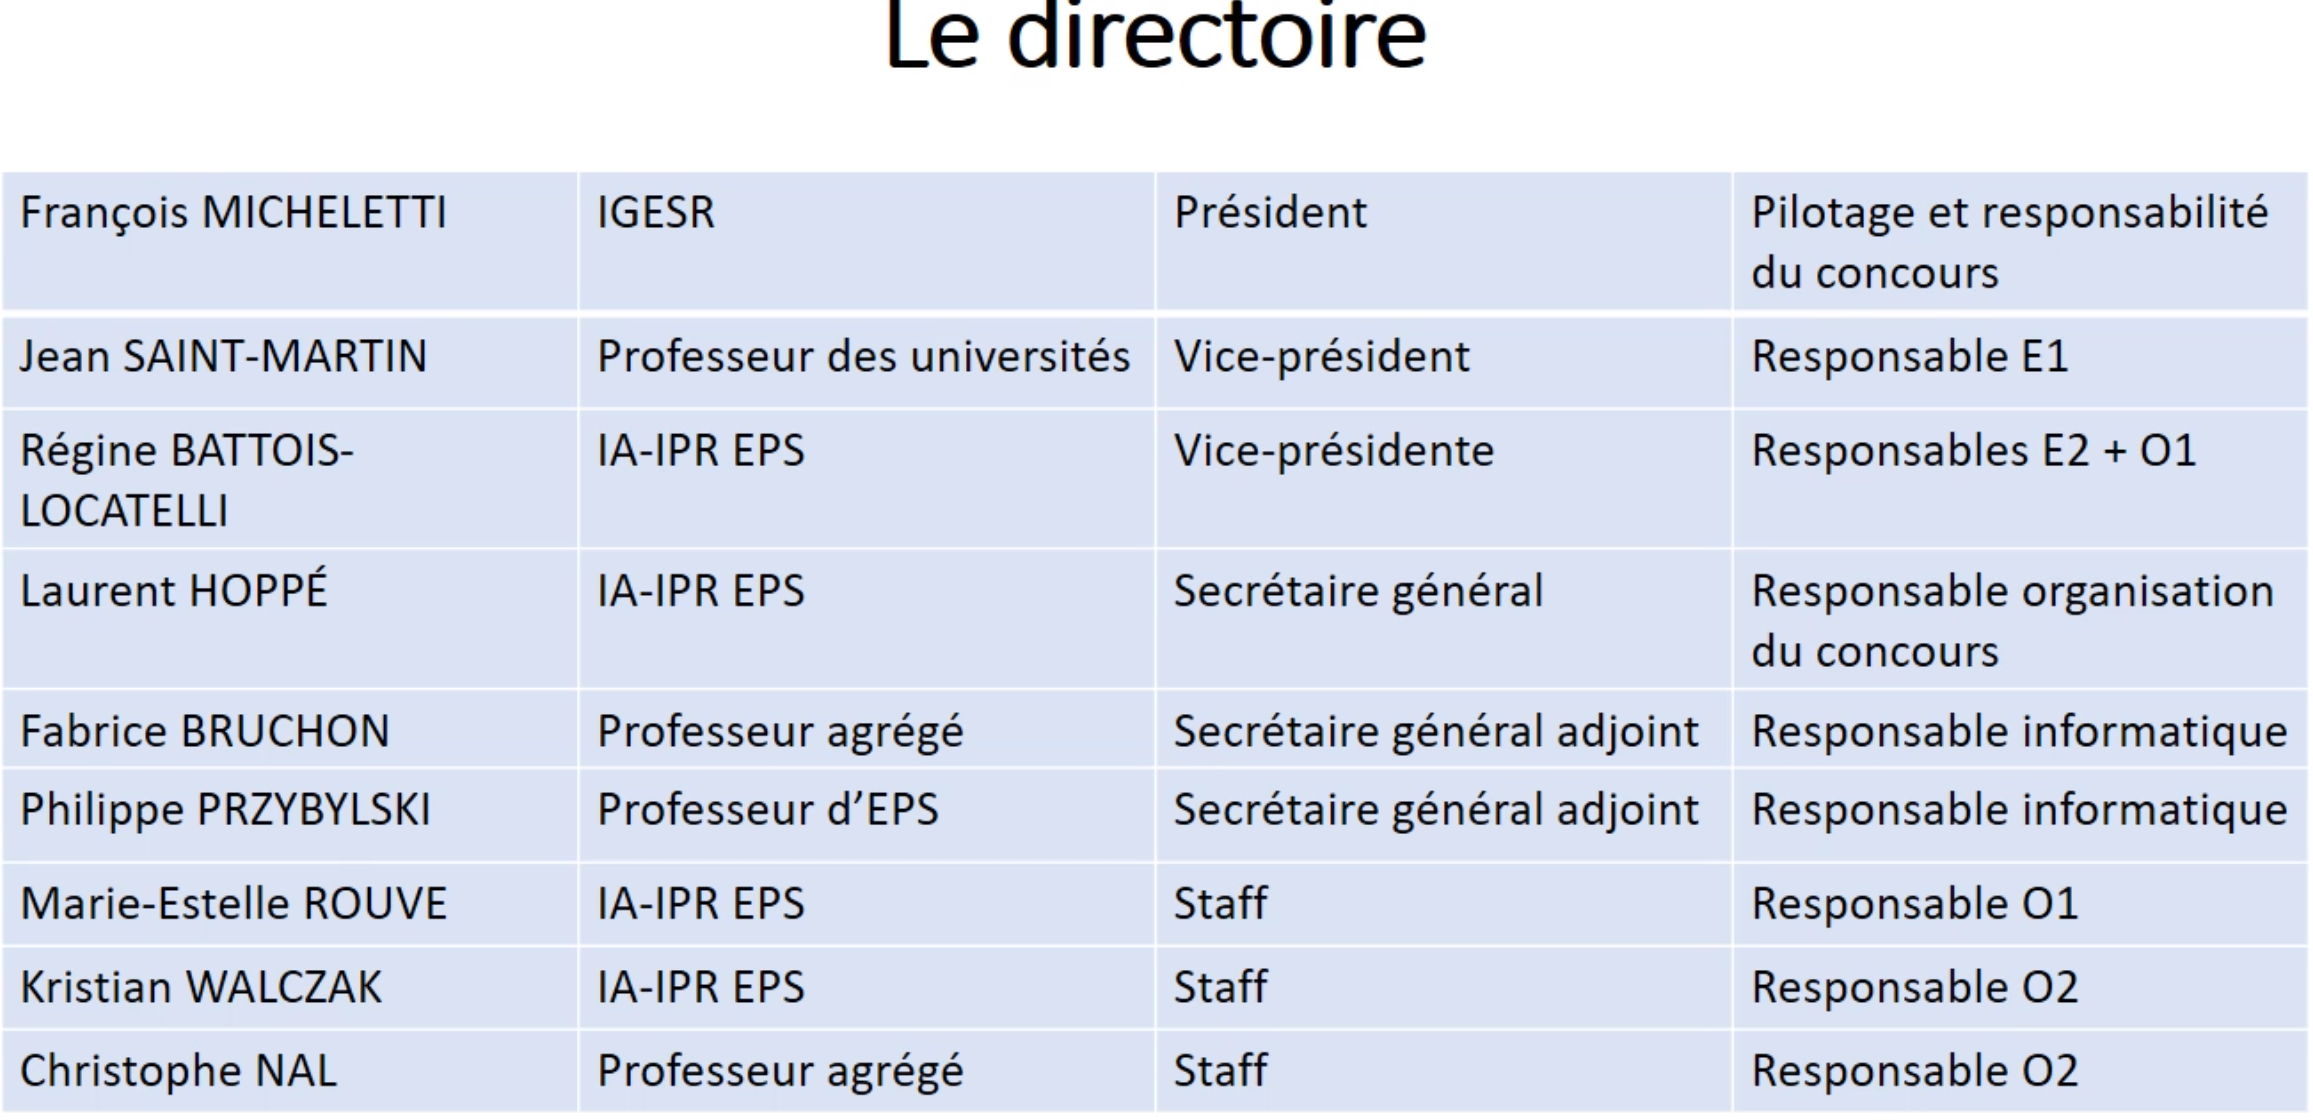 Le directoire
François MICHELETTI IGESR Président Pilotage et responsabilité
du concours
Jean SAINT-MARTIN Professeur des universités Vice-président Responsable E1
Régine BATTOIS- IA-IPR EPS Vice-présidente Responsables E2 + O1
LOCATELLI
Laurent HOPPÉ IA-IPR EPS Secrétaire général Responsable organisation
du concours
Fabrice BRUCHON Professeur agrégé Secrétaire général adjoint Responsable informatique
Philippe PRZYBYLSKI Professeur d’EPS Secrétaire général adjoint Responsable informatique
Marie-Estelle ROUVE IA-IPR EPS Staff Responsable O1
Kristian WALCZAK IA-IPR EPS Staff Responsable O2
Christophe NAL Professeur agrégé Staff Responsable O2